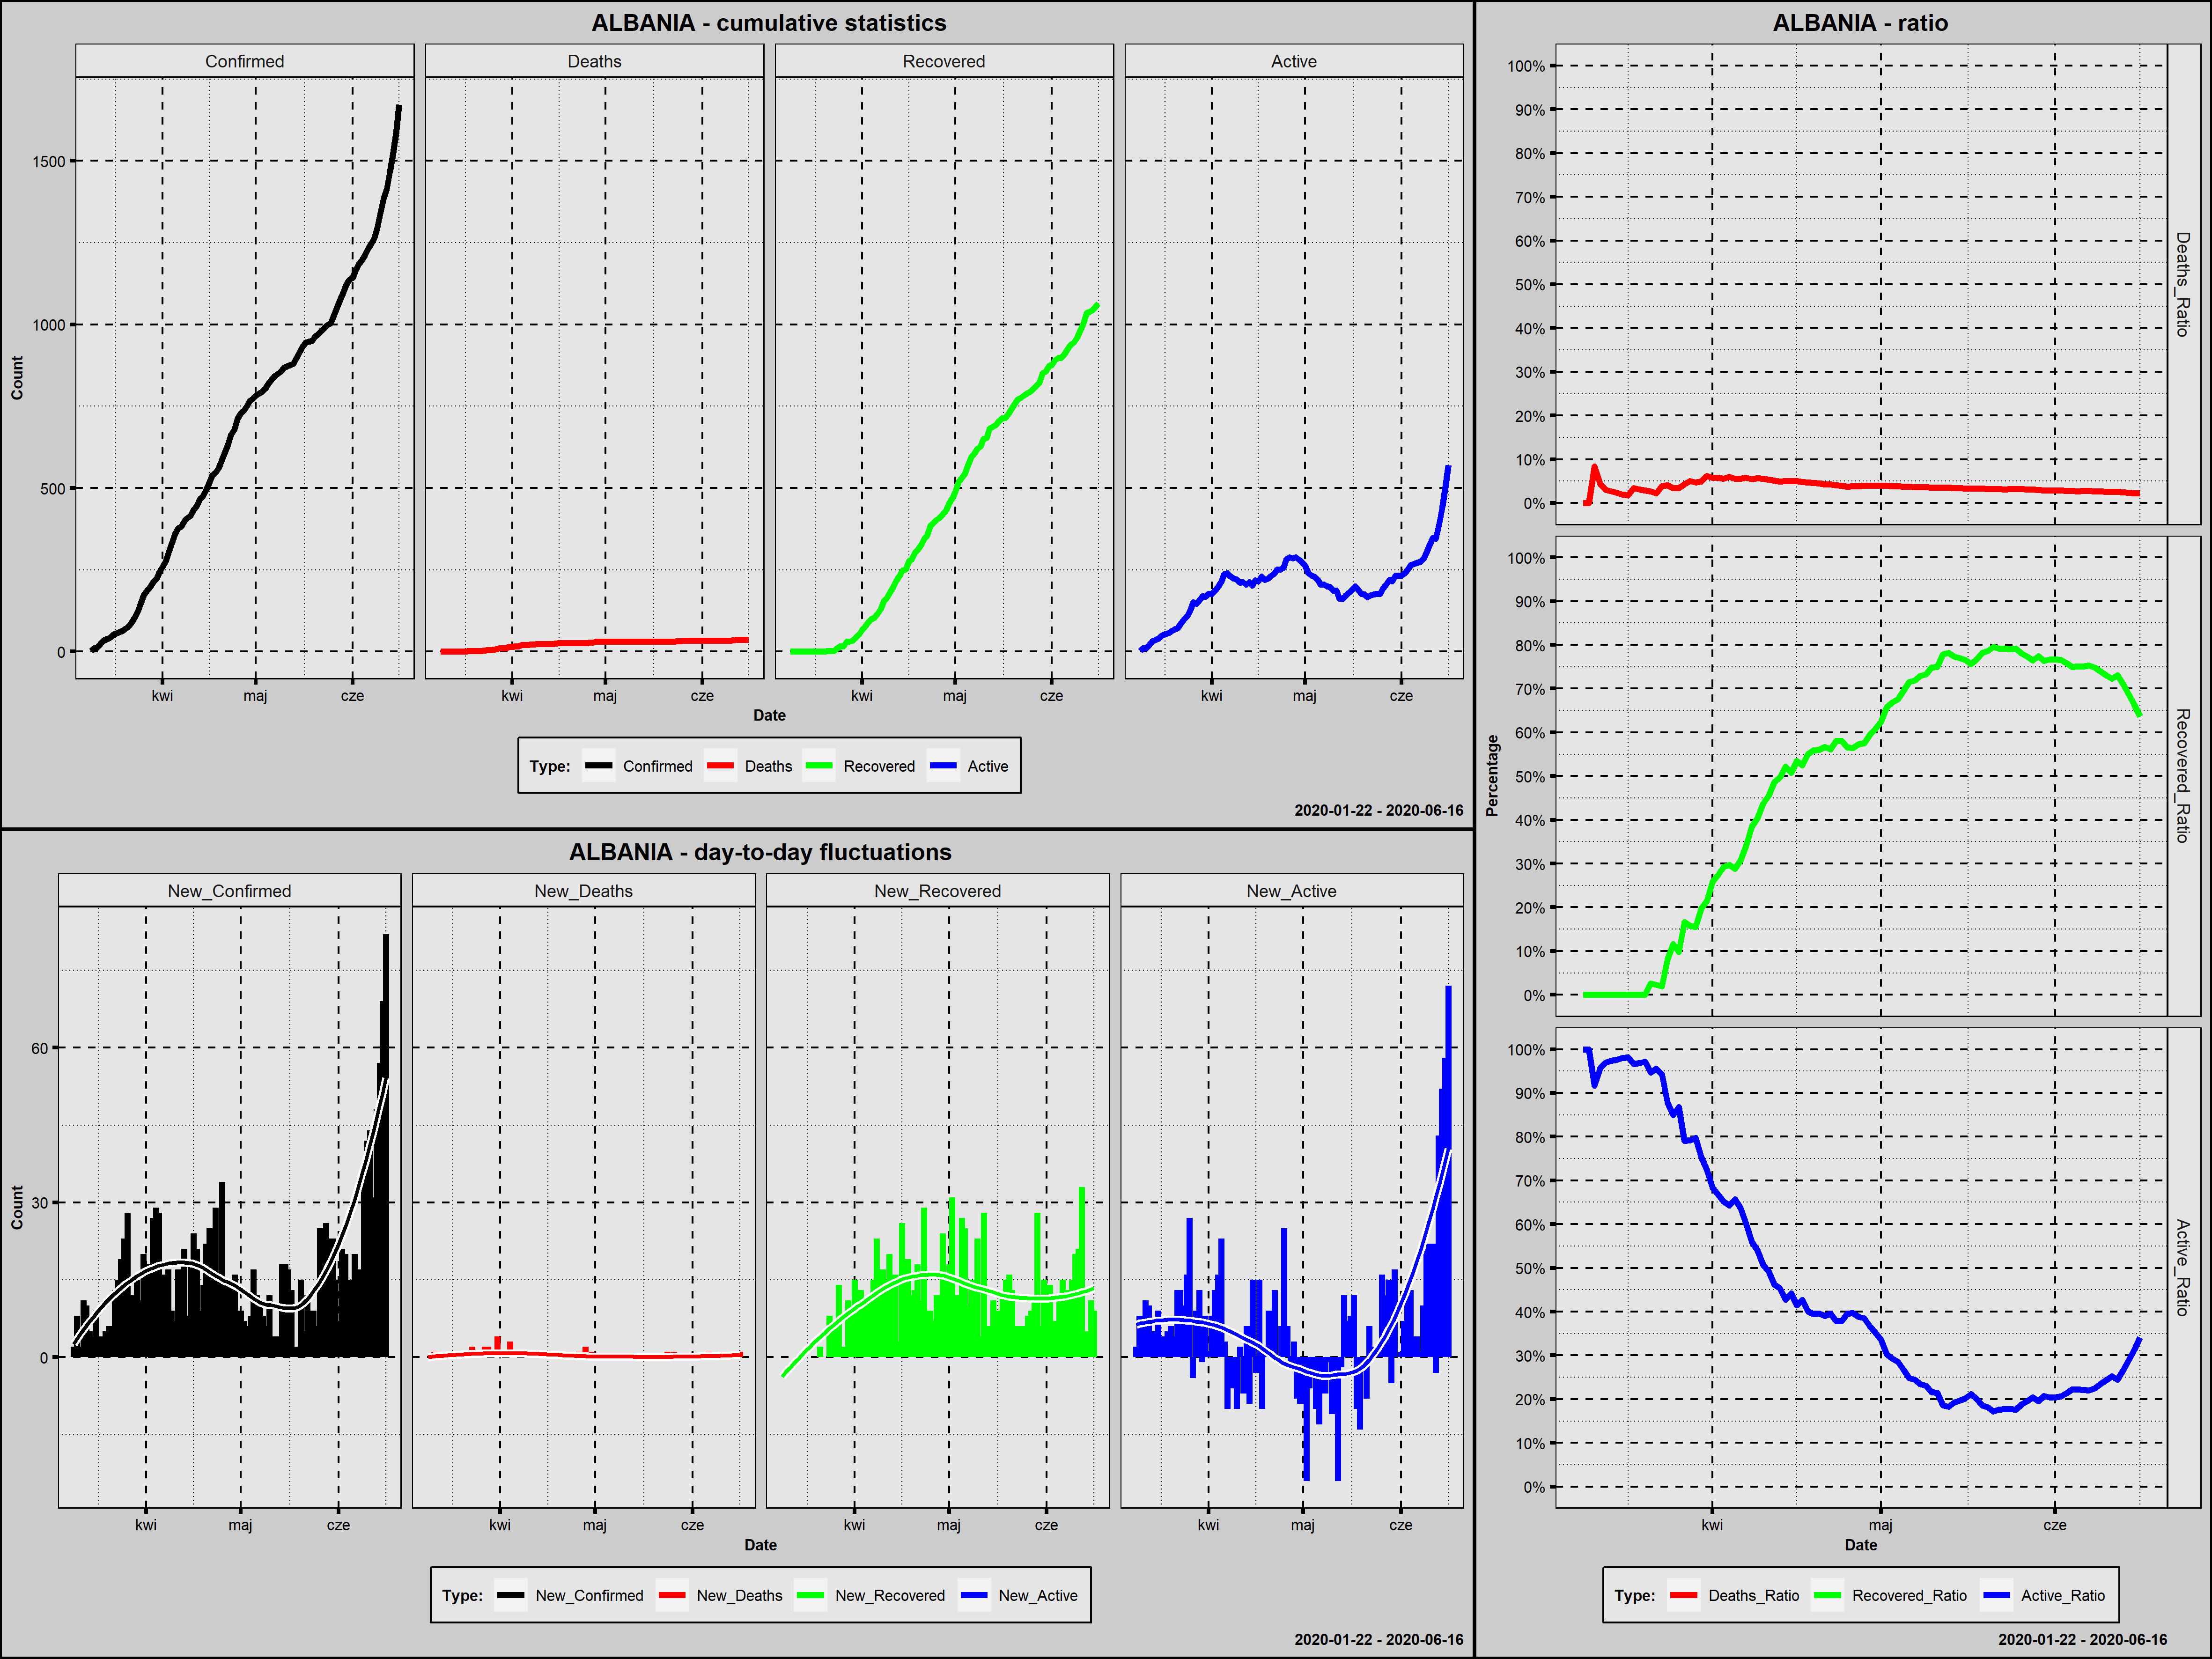 ALBANIA - cumulative statistics
Confirmed Deaths Recovered Active
Count
1500
1000
500
0
kwi maj cze kwi maj cze kwi maj cze kwi maj cze
Date
Type: Confirmed Deaths Recovered Active
2020-01-22 - 2020-06-16
ALBANIA - day-to-day fluctuations
New_Confirmed New_Deaths New_Recovered New_Active
Count
60
30
0
kwi maj cze kwi maj cze kwi maj cze kwi maj cze
Date
Type: New_Confirmed New_Deaths New_Recovered New_Active
2020-01-22 - 2020-06-16
ALBANIA - ratio
Percentage
100%
90%
80%
70%
60%
50%
40%
30%
20%
10%
0%
Deaths_Ratio
100%
90%
80%
70%
60%
50%
40%
30%
20%
10%
0%
Recovered_Ratio
100%
90%
80%
70%
60%
50%
40%
30%
20%
10%
0%
Active_Ratio
kwi maj cze
Date
Type: Deaths_Ratio Recovered_Ratio Active_Ratio
2020-01-22 - 2020-06-16